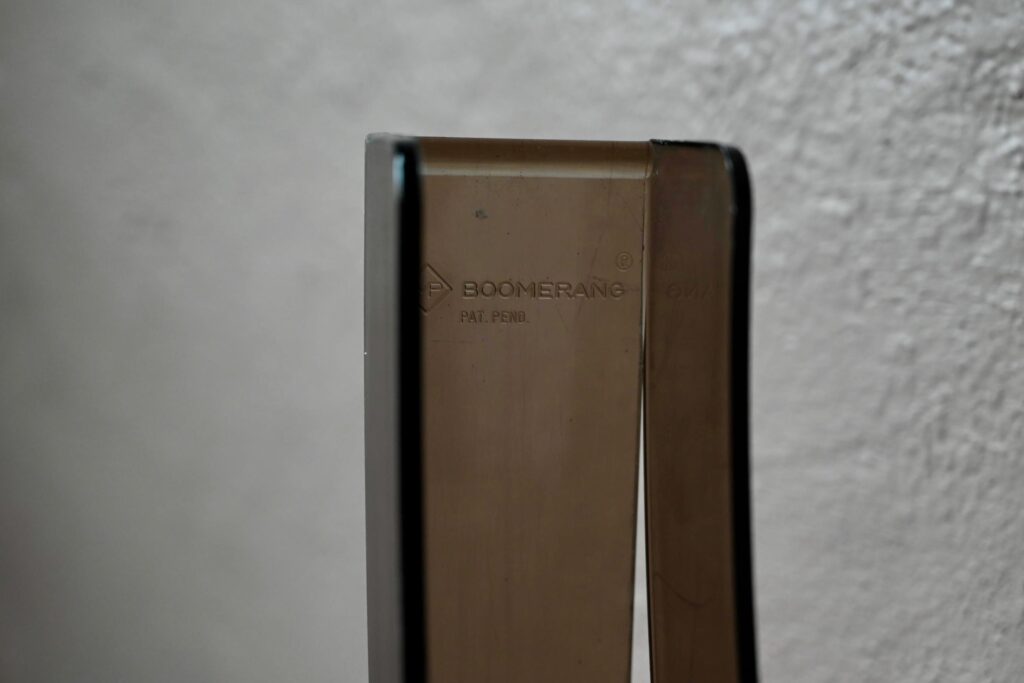 P BOOMERANG ®
PAT. PEND.